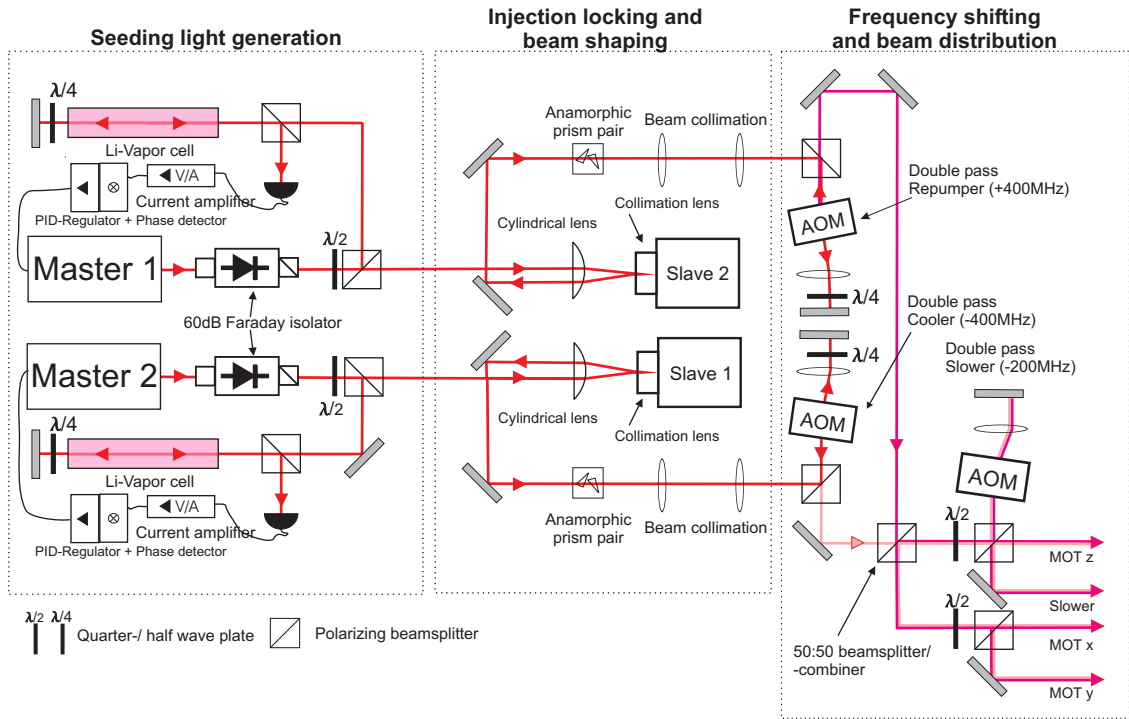 Seeding light generation
Injection locking and
beam shaping
Frequency shifting
and beam distribution
λ/4
Li-Vapor cell
V/A
Current amplifier
PID-Regulator + Phase detector
Master 1
λ/2
60dB Faraday isolator
Master 2
λ/2
λ/4
Li-Vapor cell
V/A
Current amplifier
PID-Regulator + Phase detector
Anamorphic
prism pair
Beam collimation
Collimation lens
Cylindrical lens
Slave 2
Slave 1
Cylindrical lens
Collimation lens
Anamorphic
prism pair
Beam collimation
Double pass
Repumper (+400MHz)
AOM
λ/4
Double pass
Cooler (-400MHz)
λ/4
Double pass
Slower (-200MHz)
AOM
AOM
λ/2
MOT z
Slower
λ/2
MOT x
50:50 beamsplitter/
-combiner
MOT y
λ/2 λ/4
Quarter-/ half wave plate
Polarizing beamsplitter